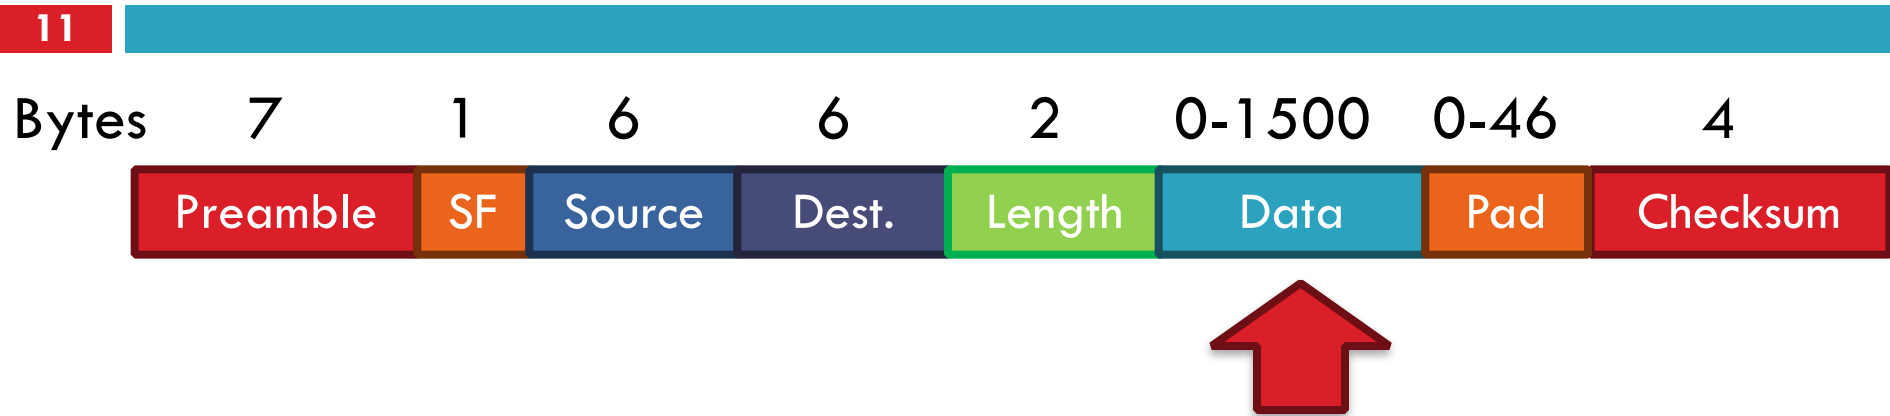 11
Bytes 7 1 6 6 2 0-1500 0-46 4
Preamble SF Source Dest. Length Data Pad Checksum